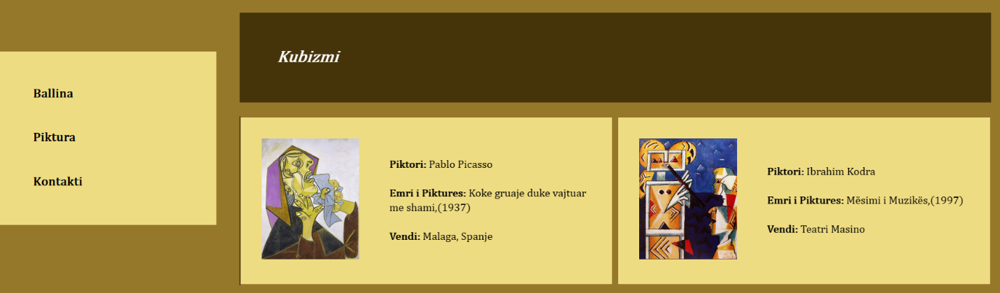 Kubizmi
Ballina
Piktura
Kontakti
Piktori: Pablo Picasso
Emri i Piktures: Koke gruaje duke vajtuar
me shami,(1937)
Vendi: Malaga, Spanje
Piktori: Ibrahim Kodra
Emri i Piktures: Mësimi i Muzikës,(1997)
Vendi: Teatri Masino